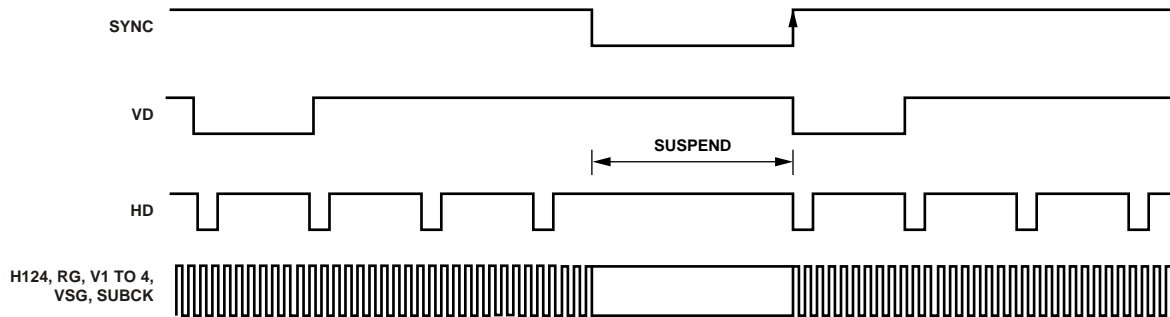 SYNC
VD
SUSPEND
HD
H124, RG, V1 TO 4,
VSG, SUBCK